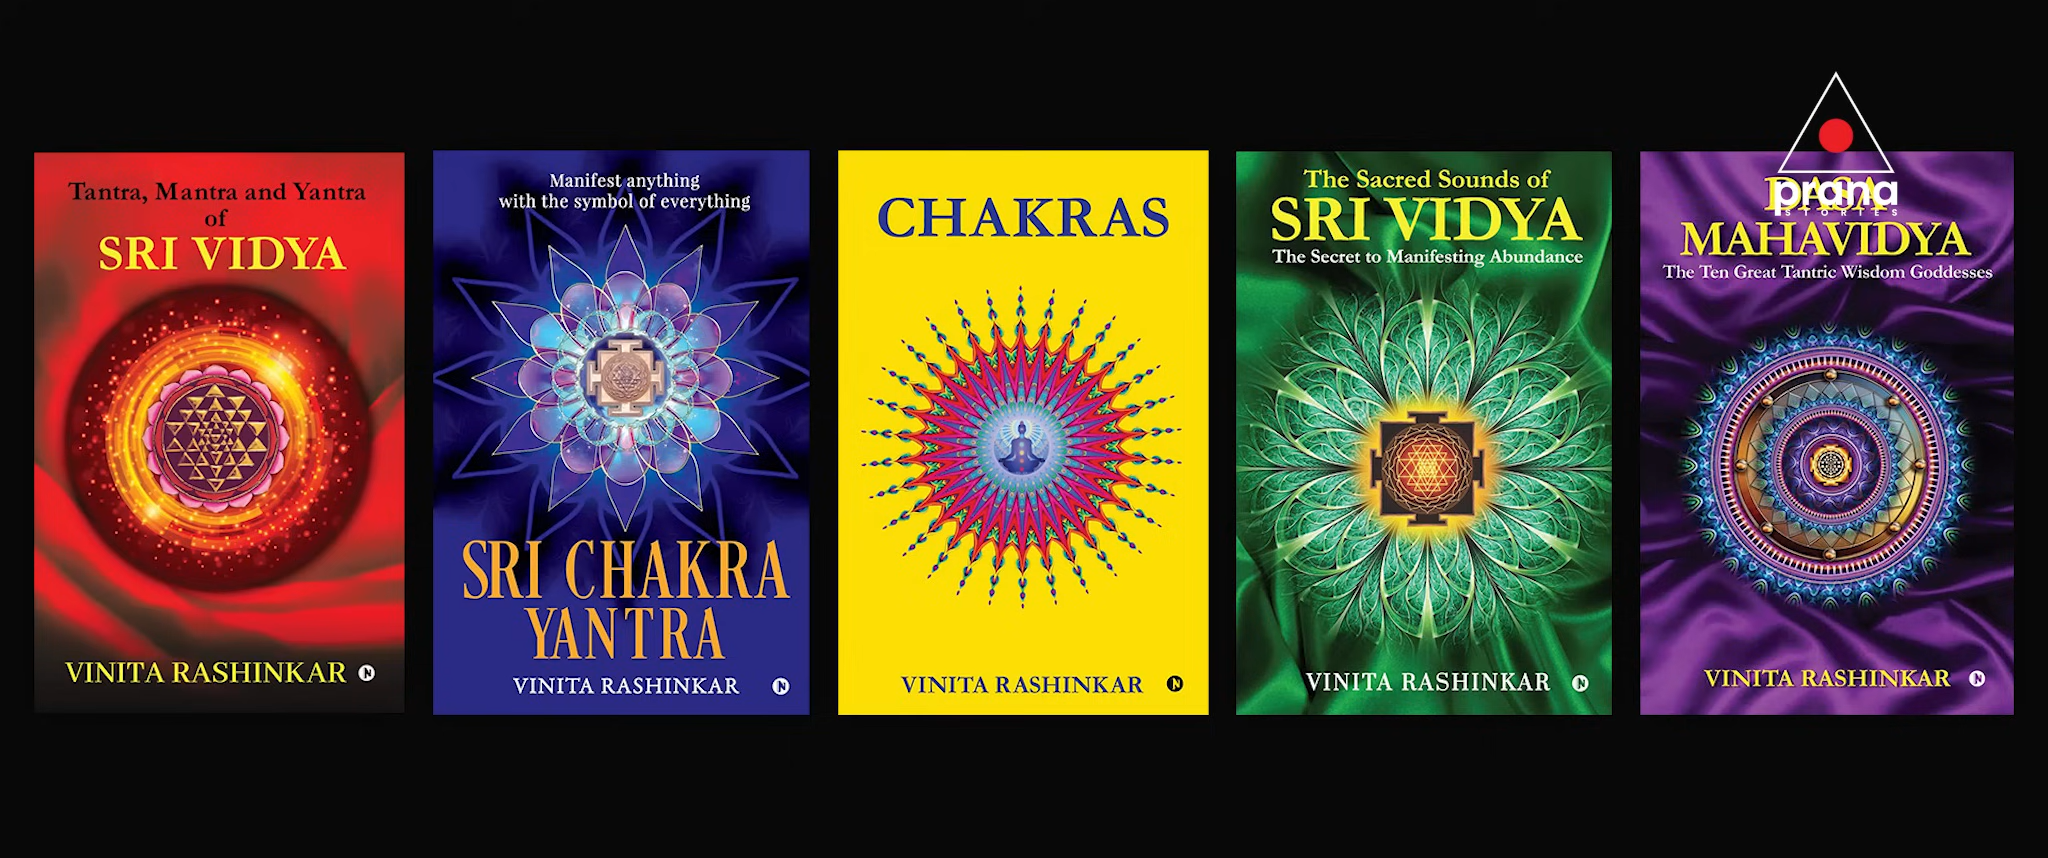 Tantra, Mantra and Yantra
of
SRI VIDYA
VINITA RASHINKAR
N
Manifest anything
with the symbol of everything
SRI CHAKRA
YANTRA
VINITA RASHINKAR
N
CHAKRAS
VINITA RASHINKAR
N
The Sacred Sounds of
SRI VIDYA
The Secret to Manifesting Abundance
VINITA RASHINKAR
N
prana
STORIES
DASA
MAHAVIDYA
The Ten Great Tantric Wisdom Goddesses
VINITA RASHINKAR
N